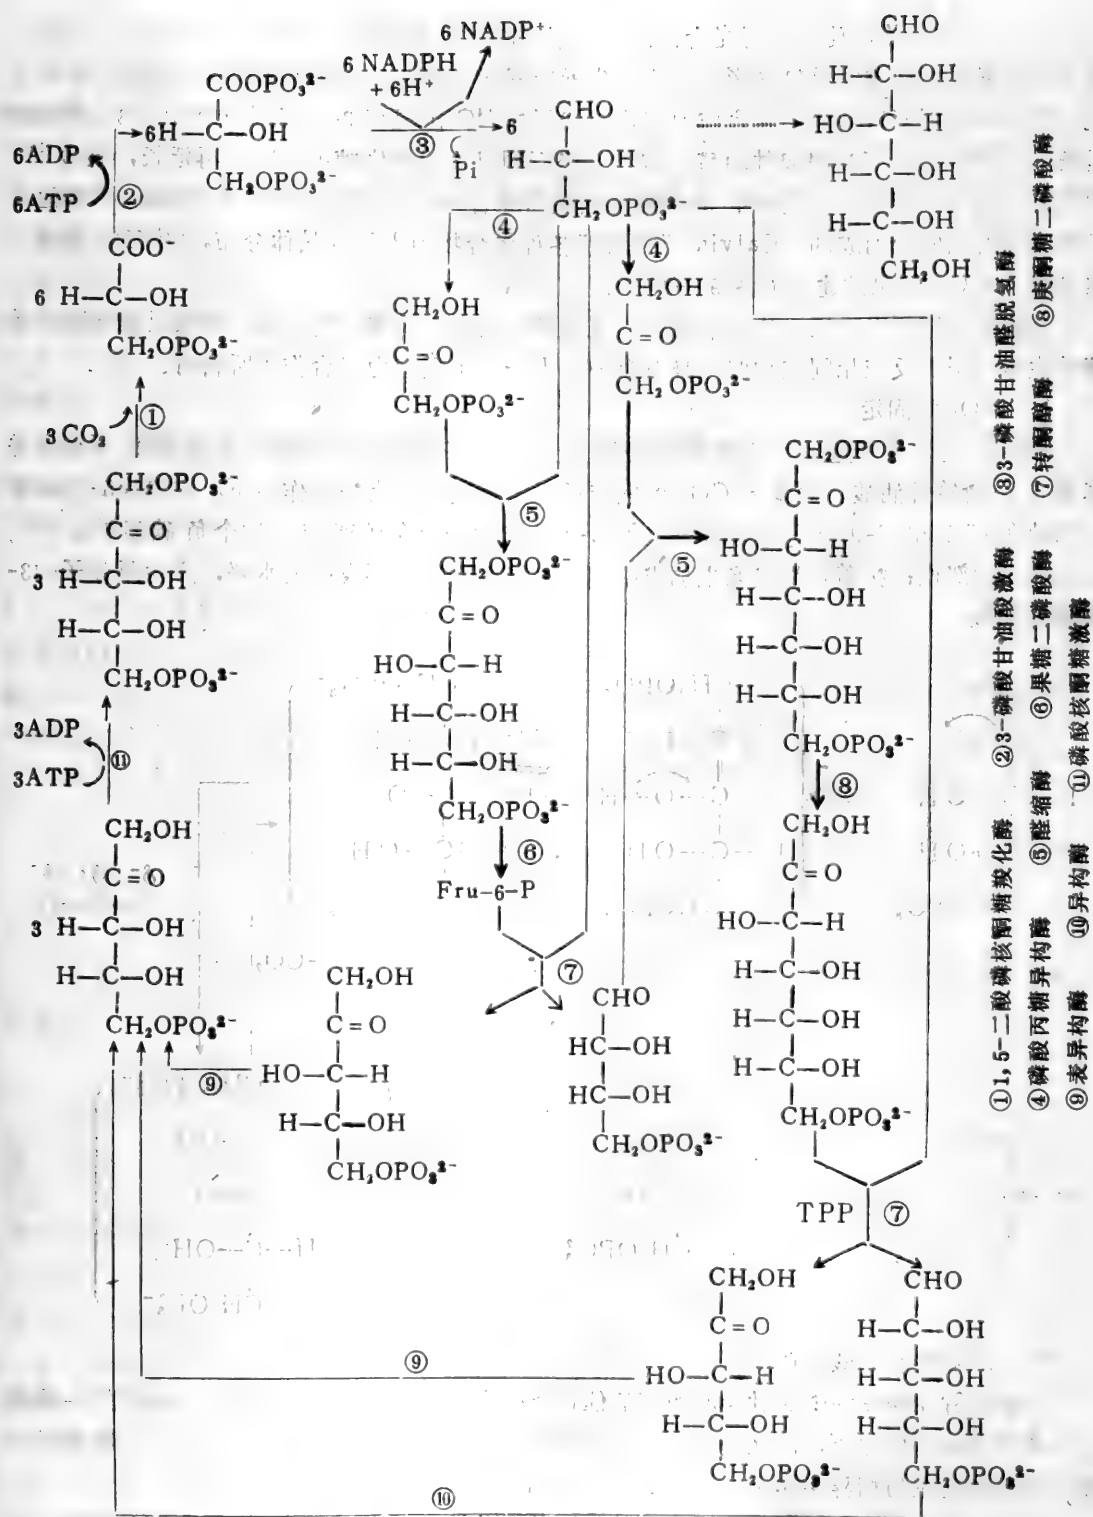 6 NADP⁺
6 NADPH
+ 6H⁺
③
Pi
COOPO₃²⁻
6H—C—OH
CH₂OPO₃²⁻
6
CHO
H—C—OH
CH₂OPO₃²⁻
CHO
H—C—OH
HO—C—H
H—C—OH
H—C—OH
CH₂OH
6ADP
6ATP
②
COO⁻
6 H—C—OH
CH₂OPO₃²⁻
3CO₂
①
CH₂OPO₃²⁻
C=O
3 H—C—OH
H—C—OH
CH₂OPO₃²⁻
3ADP
3ATP
⑪
CH₂OH
C=O
3 H—C—OH
H—C—OH
CH₂OPO₃²⁻
④
CH₂OH
C=O
CH₂OPO₃²⁻
④
CH₂OH
C=O
CH₂OPO₃²⁻
⑤
CH₂OPO₃²⁻
C=O
HO—C—H
H—C—OH
H—C—OH
CH₂OPO₃²⁻
⑥
Fru-6-P
⑦
CH₂OH
C=O
HO—C—H
H—C—OH
CH₂OPO₃²⁻
⑨
CHO
HC—OH
HC—OH
CH₂OPO₃²⁻
⑤
CH₂OPO₃²⁻
C=O
HO—C—H
H—C—OH
H—C—OH
H—C—OH
CH₂OPO₃²⁻
⑧
CH₂OH
C=O
HO—C—H
H—C—OH
H—C—OH
H—C—OH
CH₂OPO₃²⁻
TPP ⑦
CH₂OH
C=O
HO—C—H
H—C—OH
CH₂OPO₃²⁻
⑨
CHO
H—C—OH
H—C—OH
H—C—OH
CH₂OPO₃²⁻
⑩
①1,5-二酸磷核酮糖羧化酶 ②3-磷酸甘油酸激酶 ③3-磷酸甘油醛脱氢酶
④磷酸丙糖异构酶 ⑤醛缩酶 ⑥果糖二磷酸酶 ⑦转酮醇酶 ⑧庚酮糖二磷酸酶
⑨表异构酶 ⑩异构酶 ⑪磷酸核酮糖激酶